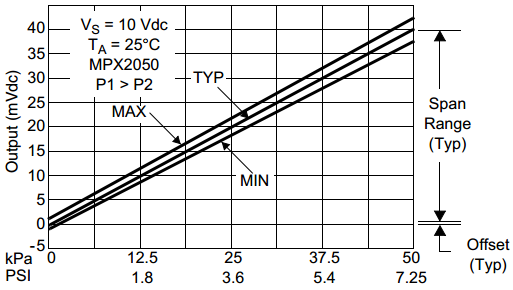 Output (mVdc)
40
35
30
25
20
15
10
5
0
-5
VS = 10 Vdc
TA = 25°C
MPX2050
P1 > P2
TYP
MAX
MIN
Span
Range
(Typ)
Offset
(Typ)
kPa 0 12.5 25 37.5 50
PSI 1.8 3.6 5.4 7.25